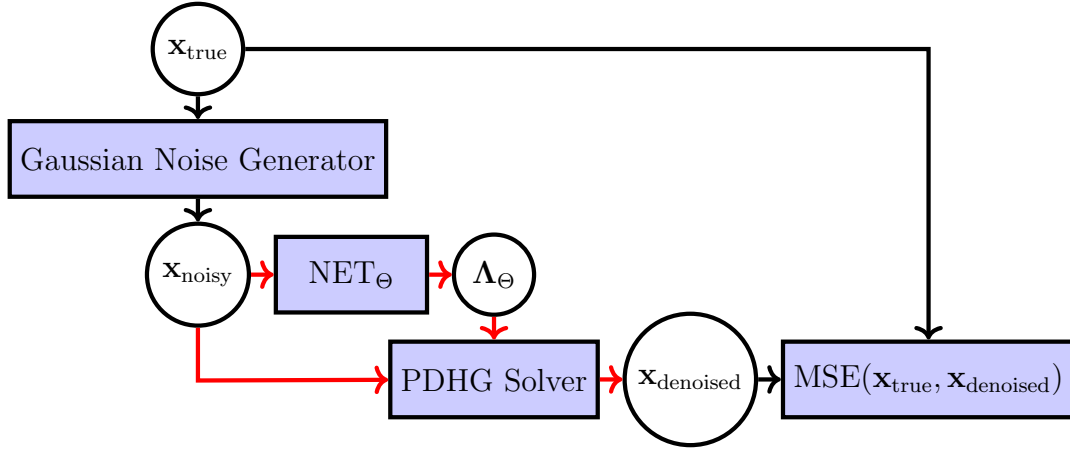 x_true
Gaussian Noise Generator
x_noisy
NET_Θ
Λ_Θ
PDHG Solver
x_denoised
MSE(x_true, x_denoised)